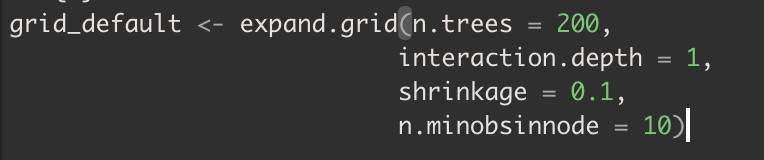 grid_default <- expand.grid(n.trees = 200,
interaction.depth = 1,
shrinkage = 0.1,
n.minobsinnode = 10)